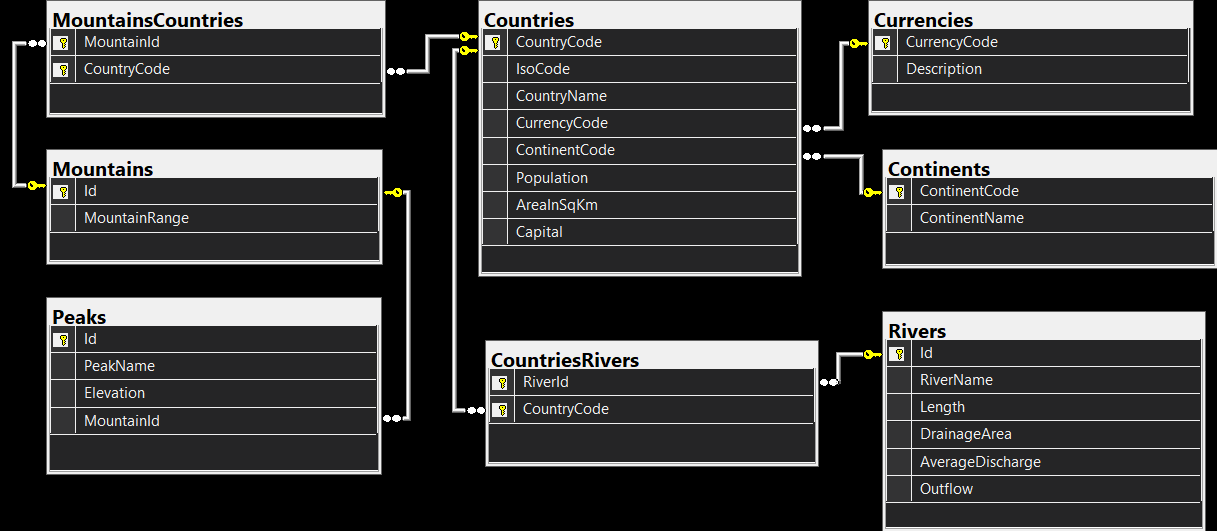 MountainsCountries
MountainId
CountryCode
Mountains
Id
MountainRange
Peaks
Id
PeakName
Elevation
MountainId
Countries
CountryCode
IsoCode
CountryName
CurrencyCode
ContinentCode
Population
AreaInSqKm
Capital
CountriesRivers
RiverId
CountryCode
Currencies
CurrencyCode
Description
Continents
ContinentCode
ContinentName
Rivers
Id
RiverName
Length
DrainageArea
AverageDischarge
Outflow